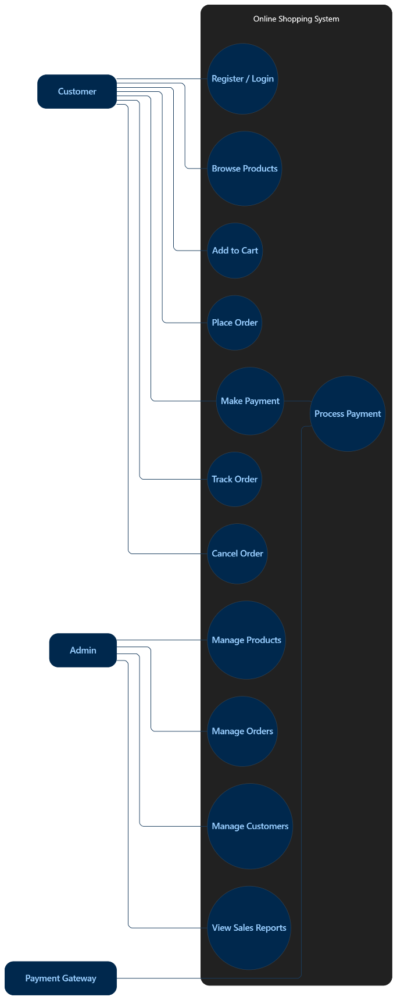 Online Shopping System
Register / Login
Customer
Browse Products
Add to Cart
Place Order
Make Payment
Process Payment
Track Order
Cancel Order
Manage Products
Admin
Manage Orders
Manage Customers
View Sales Reports
Payment Gateway